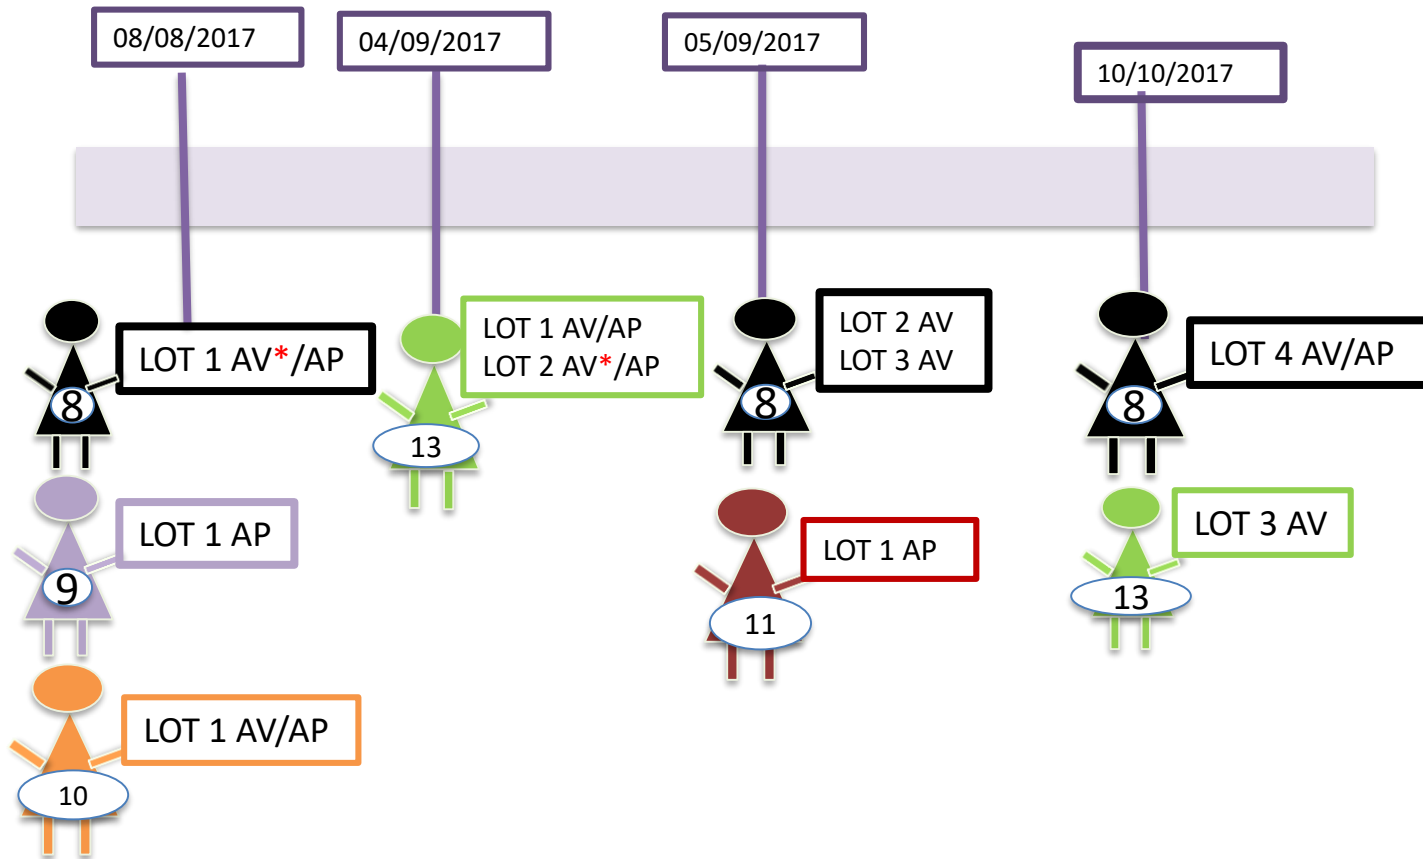 08/08/2017
04/09/2017
05/09/2017
10/10/2017
LOT 1 AV*/AP
8
LOT 1 AP
9
LOT 1 AV/AP
10
LOT 1 AV/AP
LOT 2 AV*/AP
13
LOT 2 AV
LOT 3 AV
8
LOT 1 AP
11
LOT 4 AV/AP
8
LOT 3 AV
13